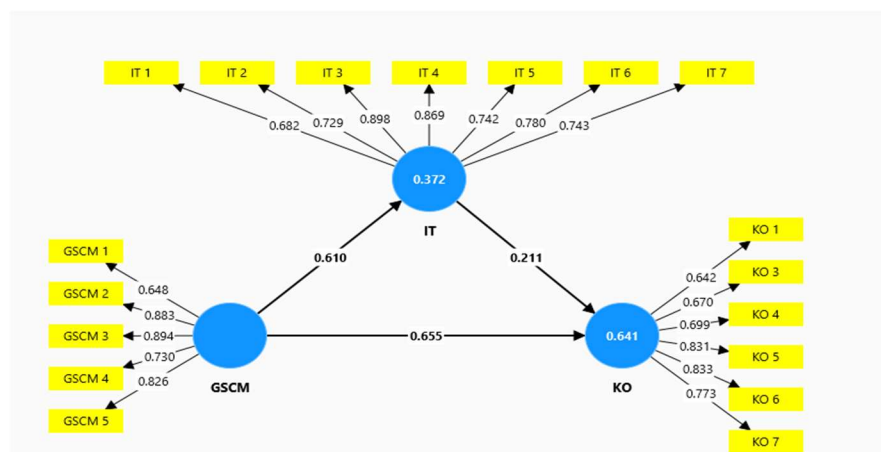 IT 1 IT 2 IT 3 IT 4 IT 5 IT 6 IT 7
0.682 0.729 0.898 0.869 0.742 0.780 0.743
0.372
IT
0.610 0.211
GSCM 1
GSCM 2
GSCM 3
GSCM 4
GSCM 5
0.648
0.883
0.894
0.730
0.826
GSCM
0.655
0.641
KO
0.642
0.670
0.699
0.831
0.833
0.773
KO 1
KO 3
KO 4
KO 5
KO 6
KO 7